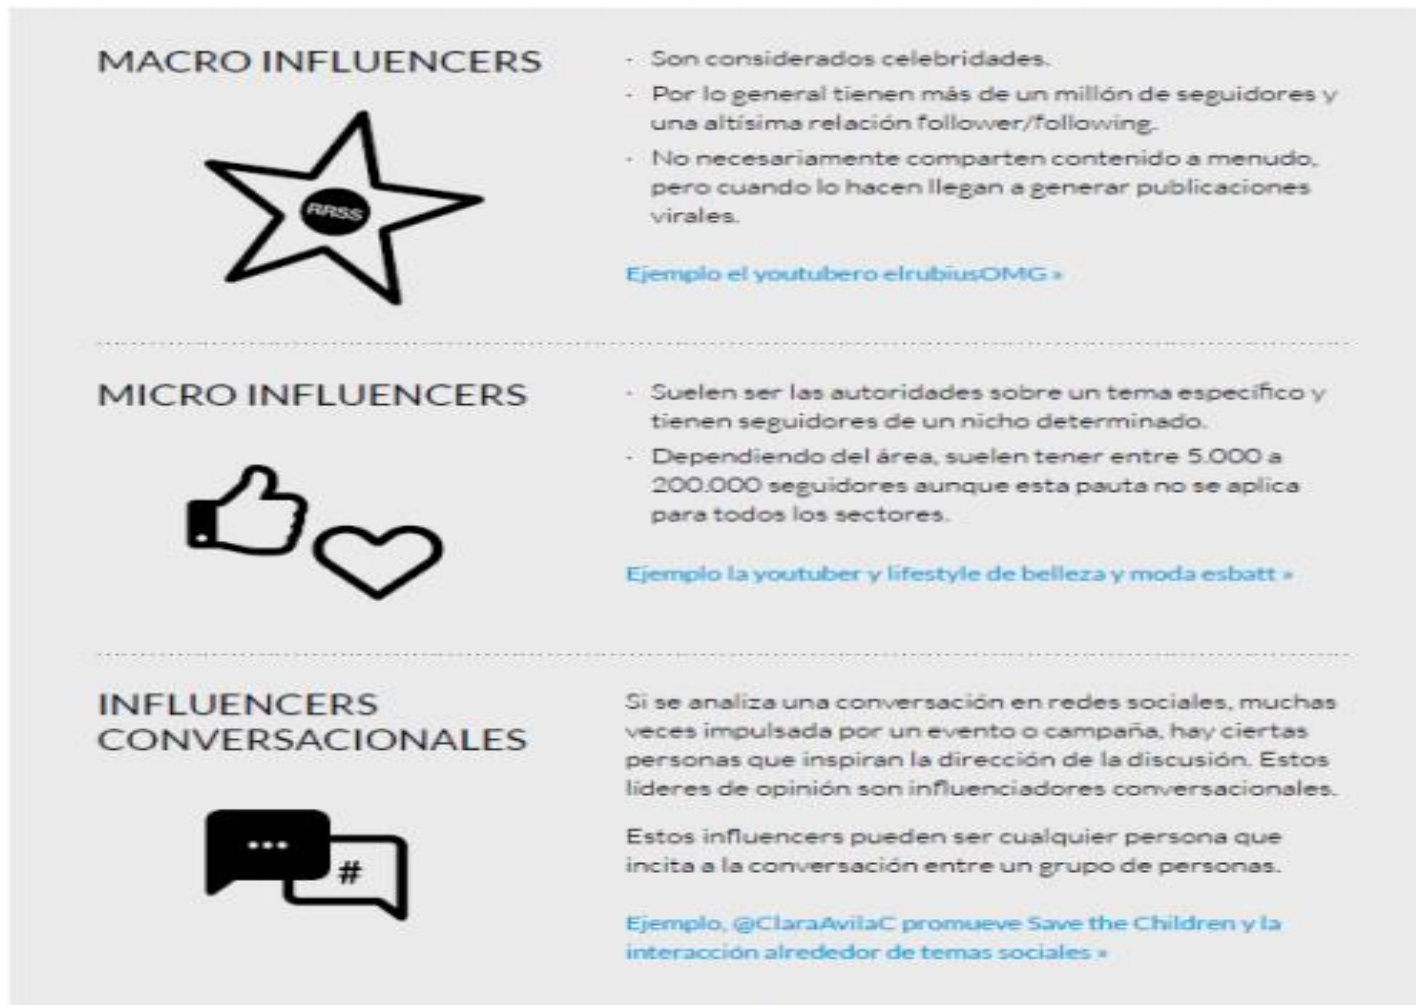 MACRO INFLUENCERS
RRSS
· Son considerados celebridades.
· Por lo general tienen más de un millón de seguidores y
una altísima relación follower/following.
· No necesariamente comparten contenido a menudo,
pero cuando lo hacen llegan a generar publicaciones
virales.
Ejemplo el youtubero elrubiusOMG »
MICRO INFLUENCERS
· Suelen ser las autoridades sobre un tema específico y
tienen seguidores de un nicho determinado.
· Dependiendo del área, suelen tener entre 5.000 a
200.000 seguidores aunque esta pauta no se aplica
para todos los sectores.
Ejemplo la youtuber y lifestyle de belleza y moda esbatt »
INFLUENCERS
CONVERSACIONALES
#
Si se analiza una conversación en redes sociales, muchas
veces impulsada por un evento o campaña, hay ciertas
personas que inspiran la dirección de la discusión. Estos
líderes de opinión son influenciadores conversacionales.
Estos influencers pueden ser cualquier persona que
incita a la conversación entre un grupo de personas.
Ejemplo, @ClaraAvilaC promueve Save the Children y la
interacción alrededor de temas sociales »